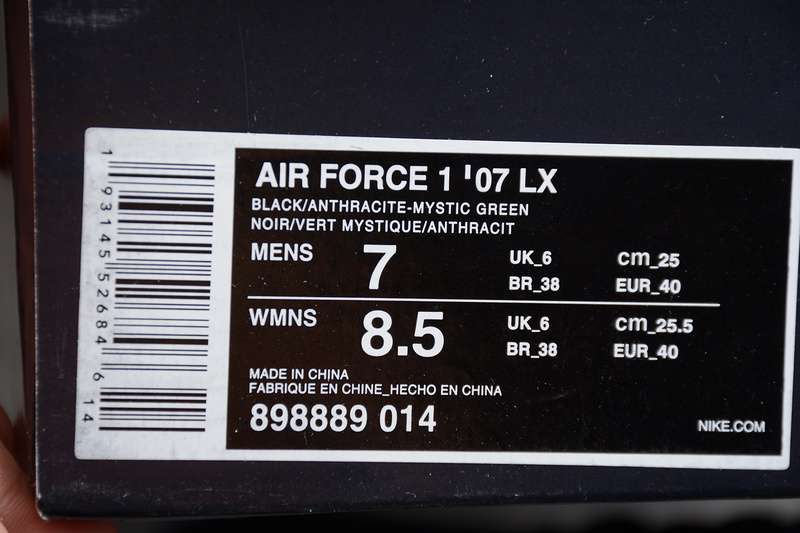 1 93145 52684 6 14
AIR FORCE 1 '07 LX
BLACK/ANTHRACITE-MYSTIC GREEN
NOIR/VERT MYSTIQUE/ANTHRACIT
MENS 7 UK_6 cm_25
BR_38 EUR_40
WMNS 8.5 UK_6 cm_25.5
BR_38 EUR_40
MADE IN CHINA
FABRIQUE EN CHINE_HECHO EN CHINA
898889 014
NIKE.COM